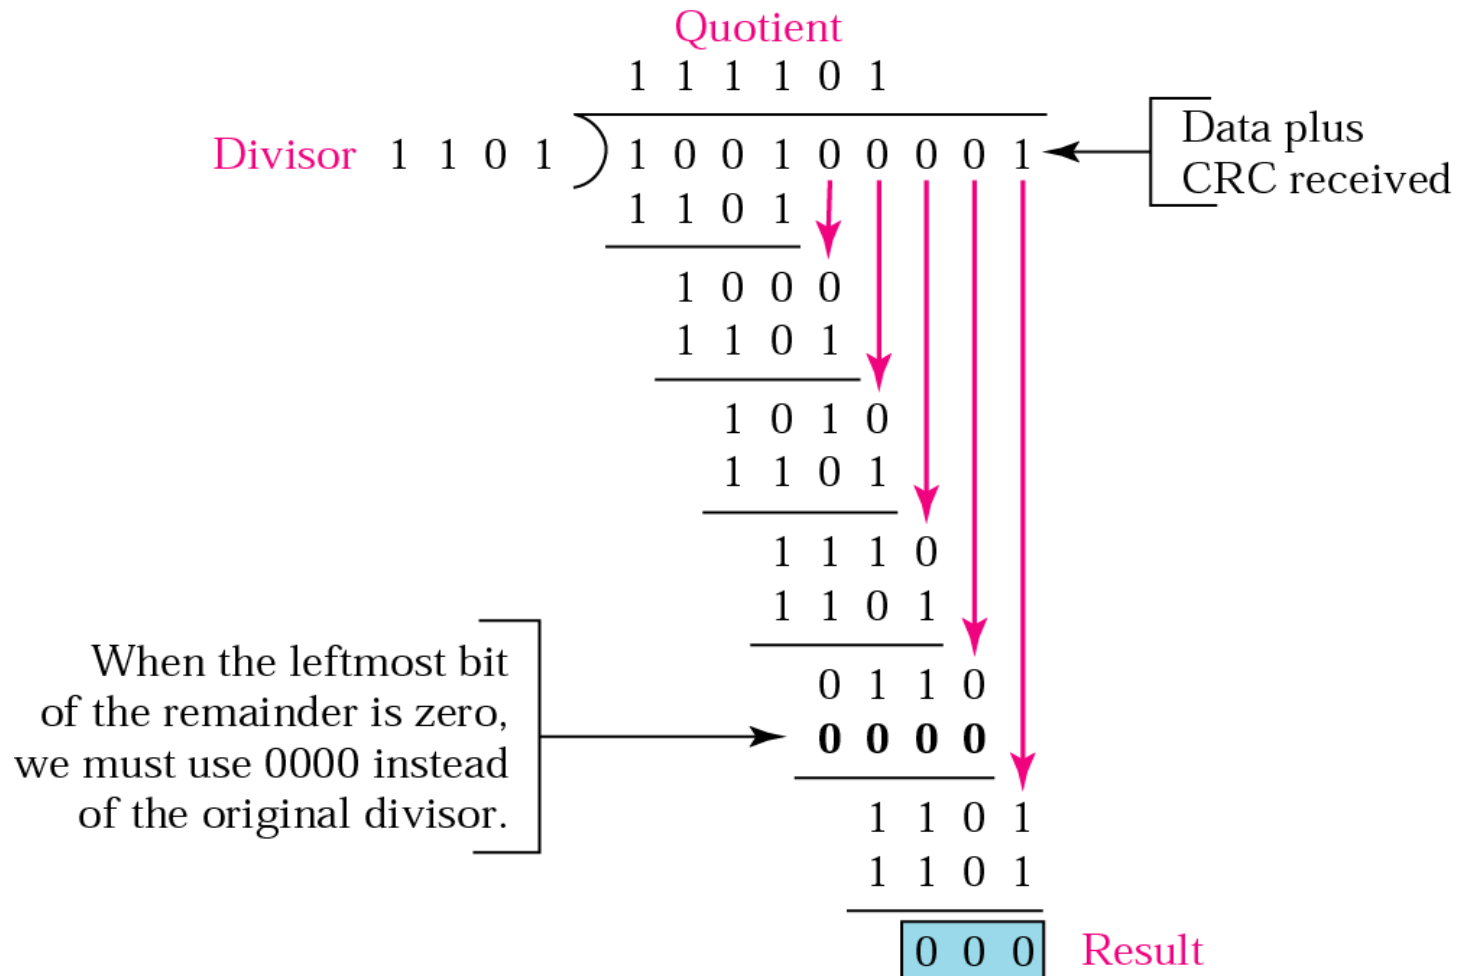 Quotient
1 1 1 1 0 1
Divisor 1 1 0 1 ) 1 0 0 1 0 0 0 0 1
Data plus
CRC received
1 1 0 1
1 0 0 0
1 1 0 1
1 0 1 0
1 1 0 1
1 1 1 0
1 1 0 1
When the leftmost bit
of the remainder is zero,
we must use 0000 instead
of the original divisor.
0 1 1 0
0 0 0 0
1 1 0 1
1 1 0 1
0 0 0 Result